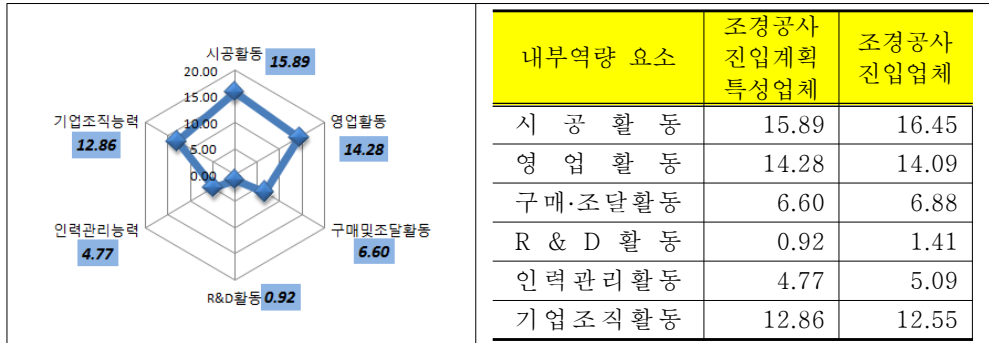 시공활동 15.89
20.00
15.00
10.00
5.00
0.00
영업활동
14.28
구매및조달활동
6.60
R&D활동 0.92
인력관리능력
4.77
기업조직능력
12.86
내부역량 요소 조경공사 진입계획 특성업체 조경공사 진입업체
시 공 활 동 15.89 16.45
영 업 활 동 14.28 14.09
구매·조달활동 6.60 6.88
R & D 활 동 0.92 1.41
인력관리활동 4.77 5.09
기업조직활동 12.86 12.55